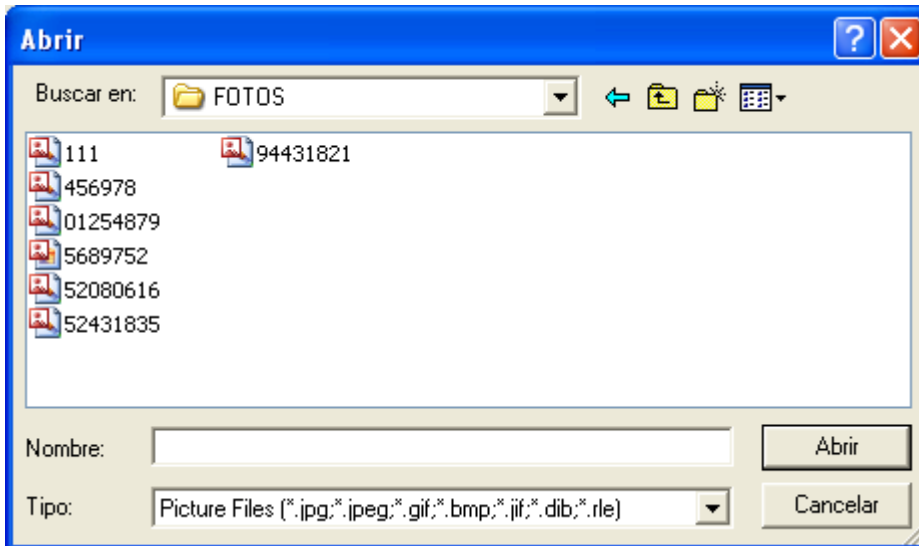 Abrir
Buscar en: FOTOS
111 94431821
456978
01254879
5689752
52080616
52431835
Nombre: Abrir
Tipo: Picture Files (*.jpg;*.jpeg;*.gif;*.bmp;*.jif;*.dib;*.rle) Cancelar